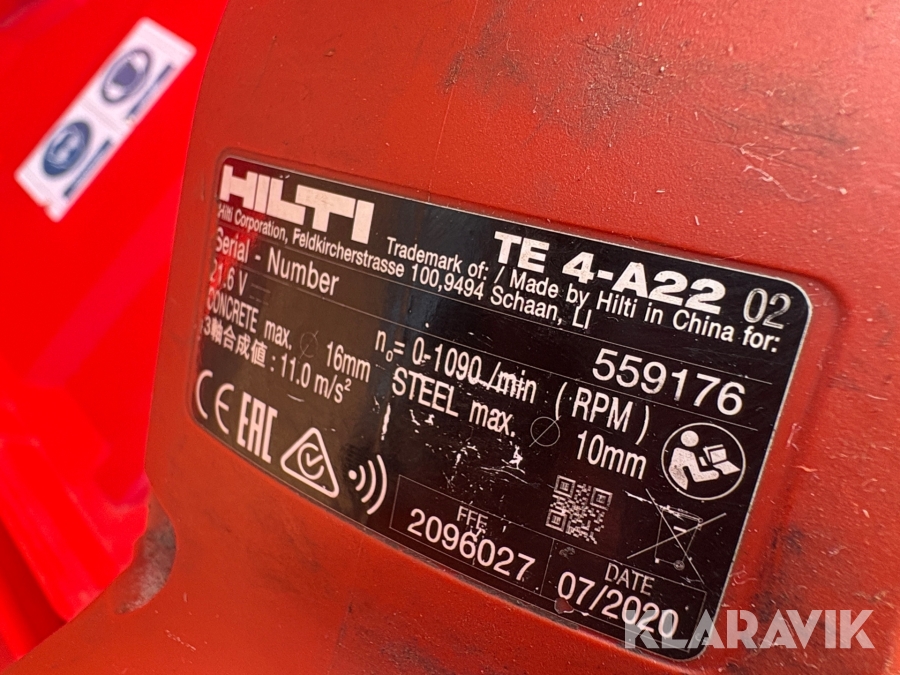 HILTI TE 4-A22 02
Trademark of: / Made by Hilti in China for:
Hilti Corporation, Feldkircherstrasse 100,9494 Schaan, LI
Serial - Number 559176
21.6 V n₀= 0-1090 /min (RPM)
CONCRETE max. ∅ 16mm STEEL max. ∅ 10mm
3軸合成値 : 11.0 m/s²
CE EAC
FFE
2096027
DATE
07/2020
KLARAVIK